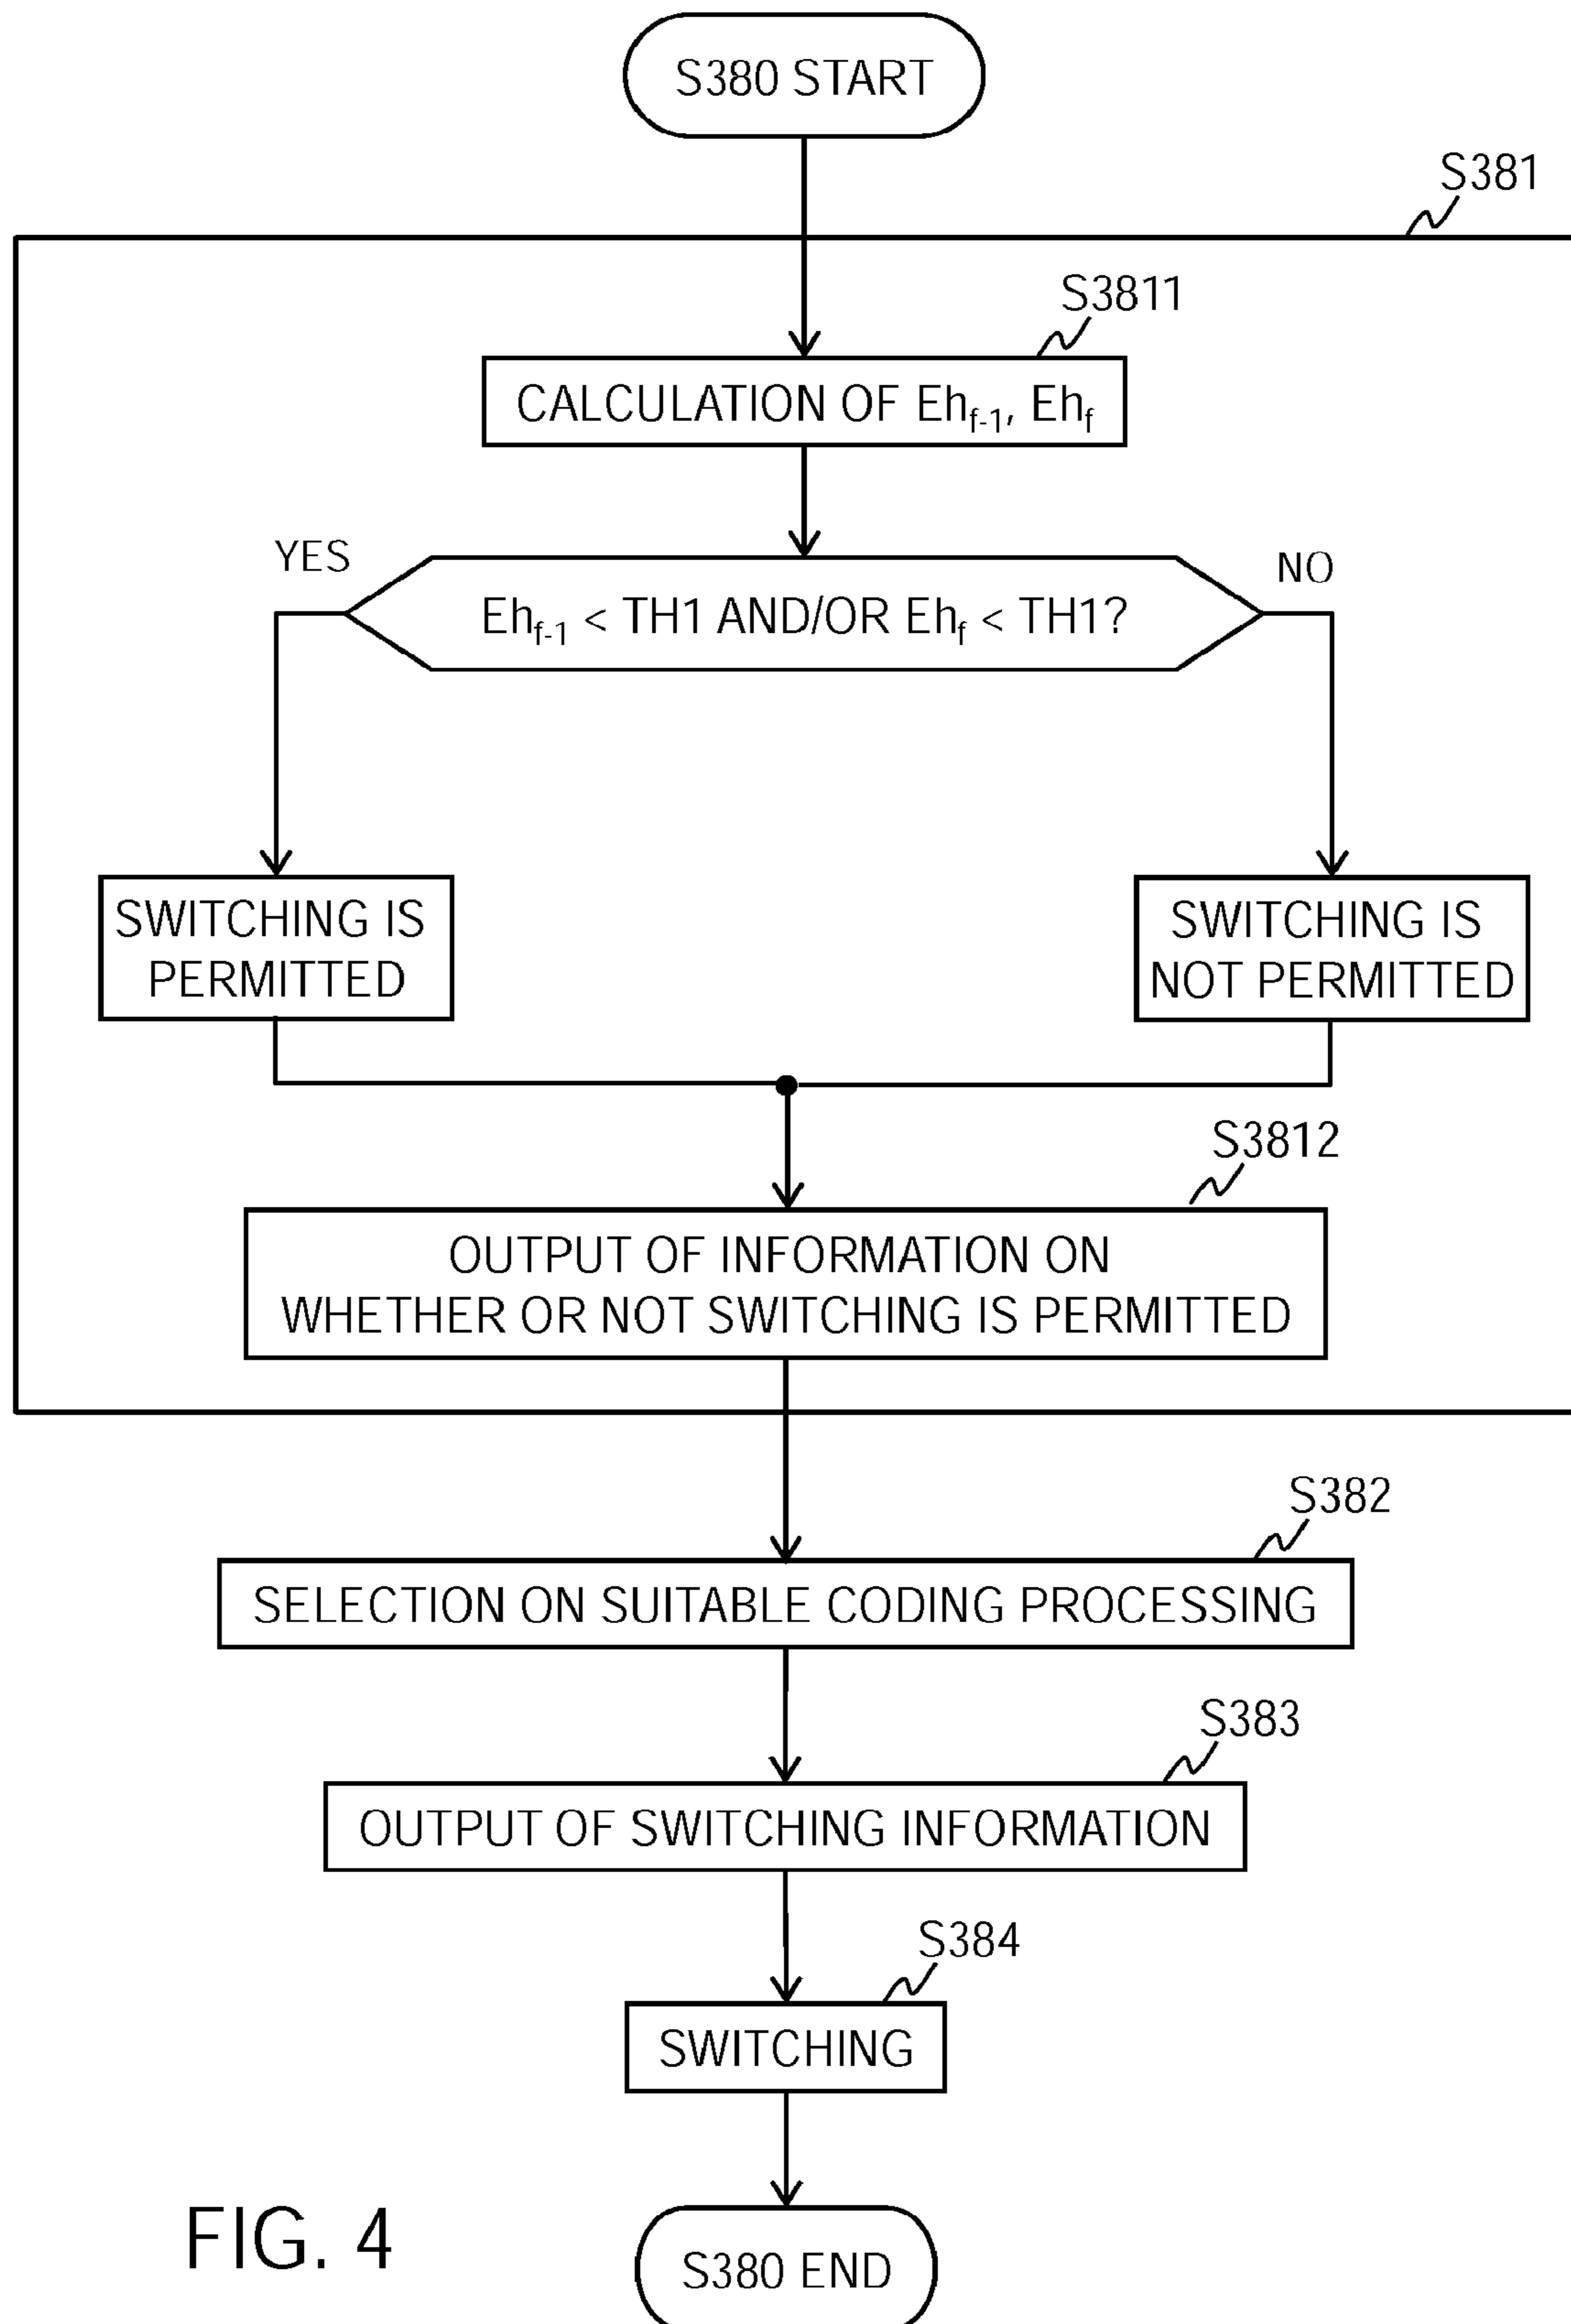 S380 START
S381
S3811
CALCULATION OF Eh_{f-1}, Eh_f
YES
NO
Eh_{f-1} < TH1 AND/OR Eh_f < TH1?
SWITCHING IS
PERMITTED
SWITCHING IS
NOT PERMITTED
S3812
OUTPUT OF INFORMATION ON
WHETHER OR NOT SWITCHING IS PERMITTED
S382
SELECTION ON SUITABLE CODING PROCESSING
S383
OUTPUT OF SWITCHING INFORMATION
S384
SWITCHING
S380 END
FIG. 4